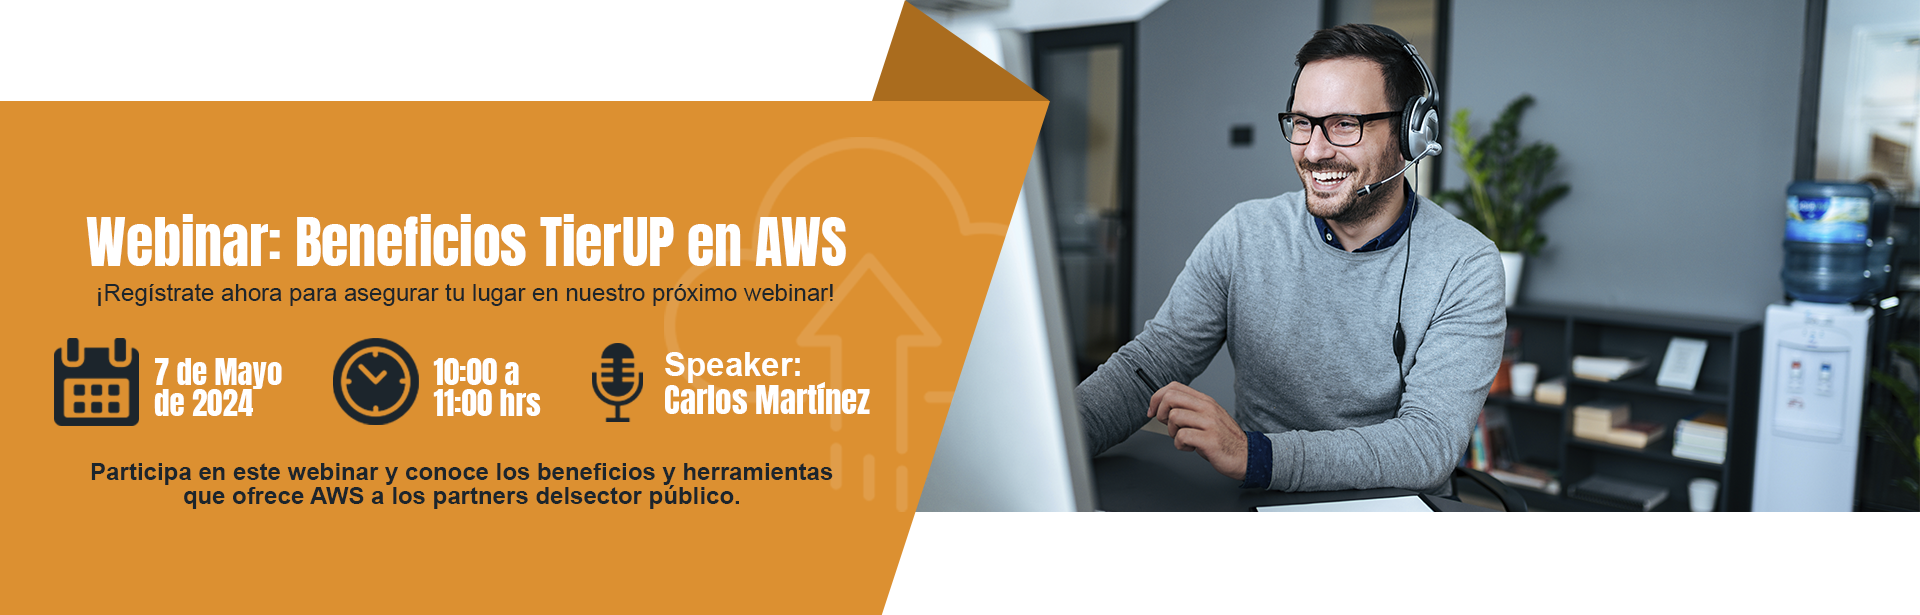 Webinar: Beneficios TierUP en AWS
¡Regístrate ahora para asegurar tu lugar en nuestro próximo webinar!
7 de Mayo
de 2024
10:00 a
11:00 hrs
Speaker:
Carlos Martínez
Participa en este webinar y conoce los beneficios y herramientas
que ofrece AWS a los partners delsector público.